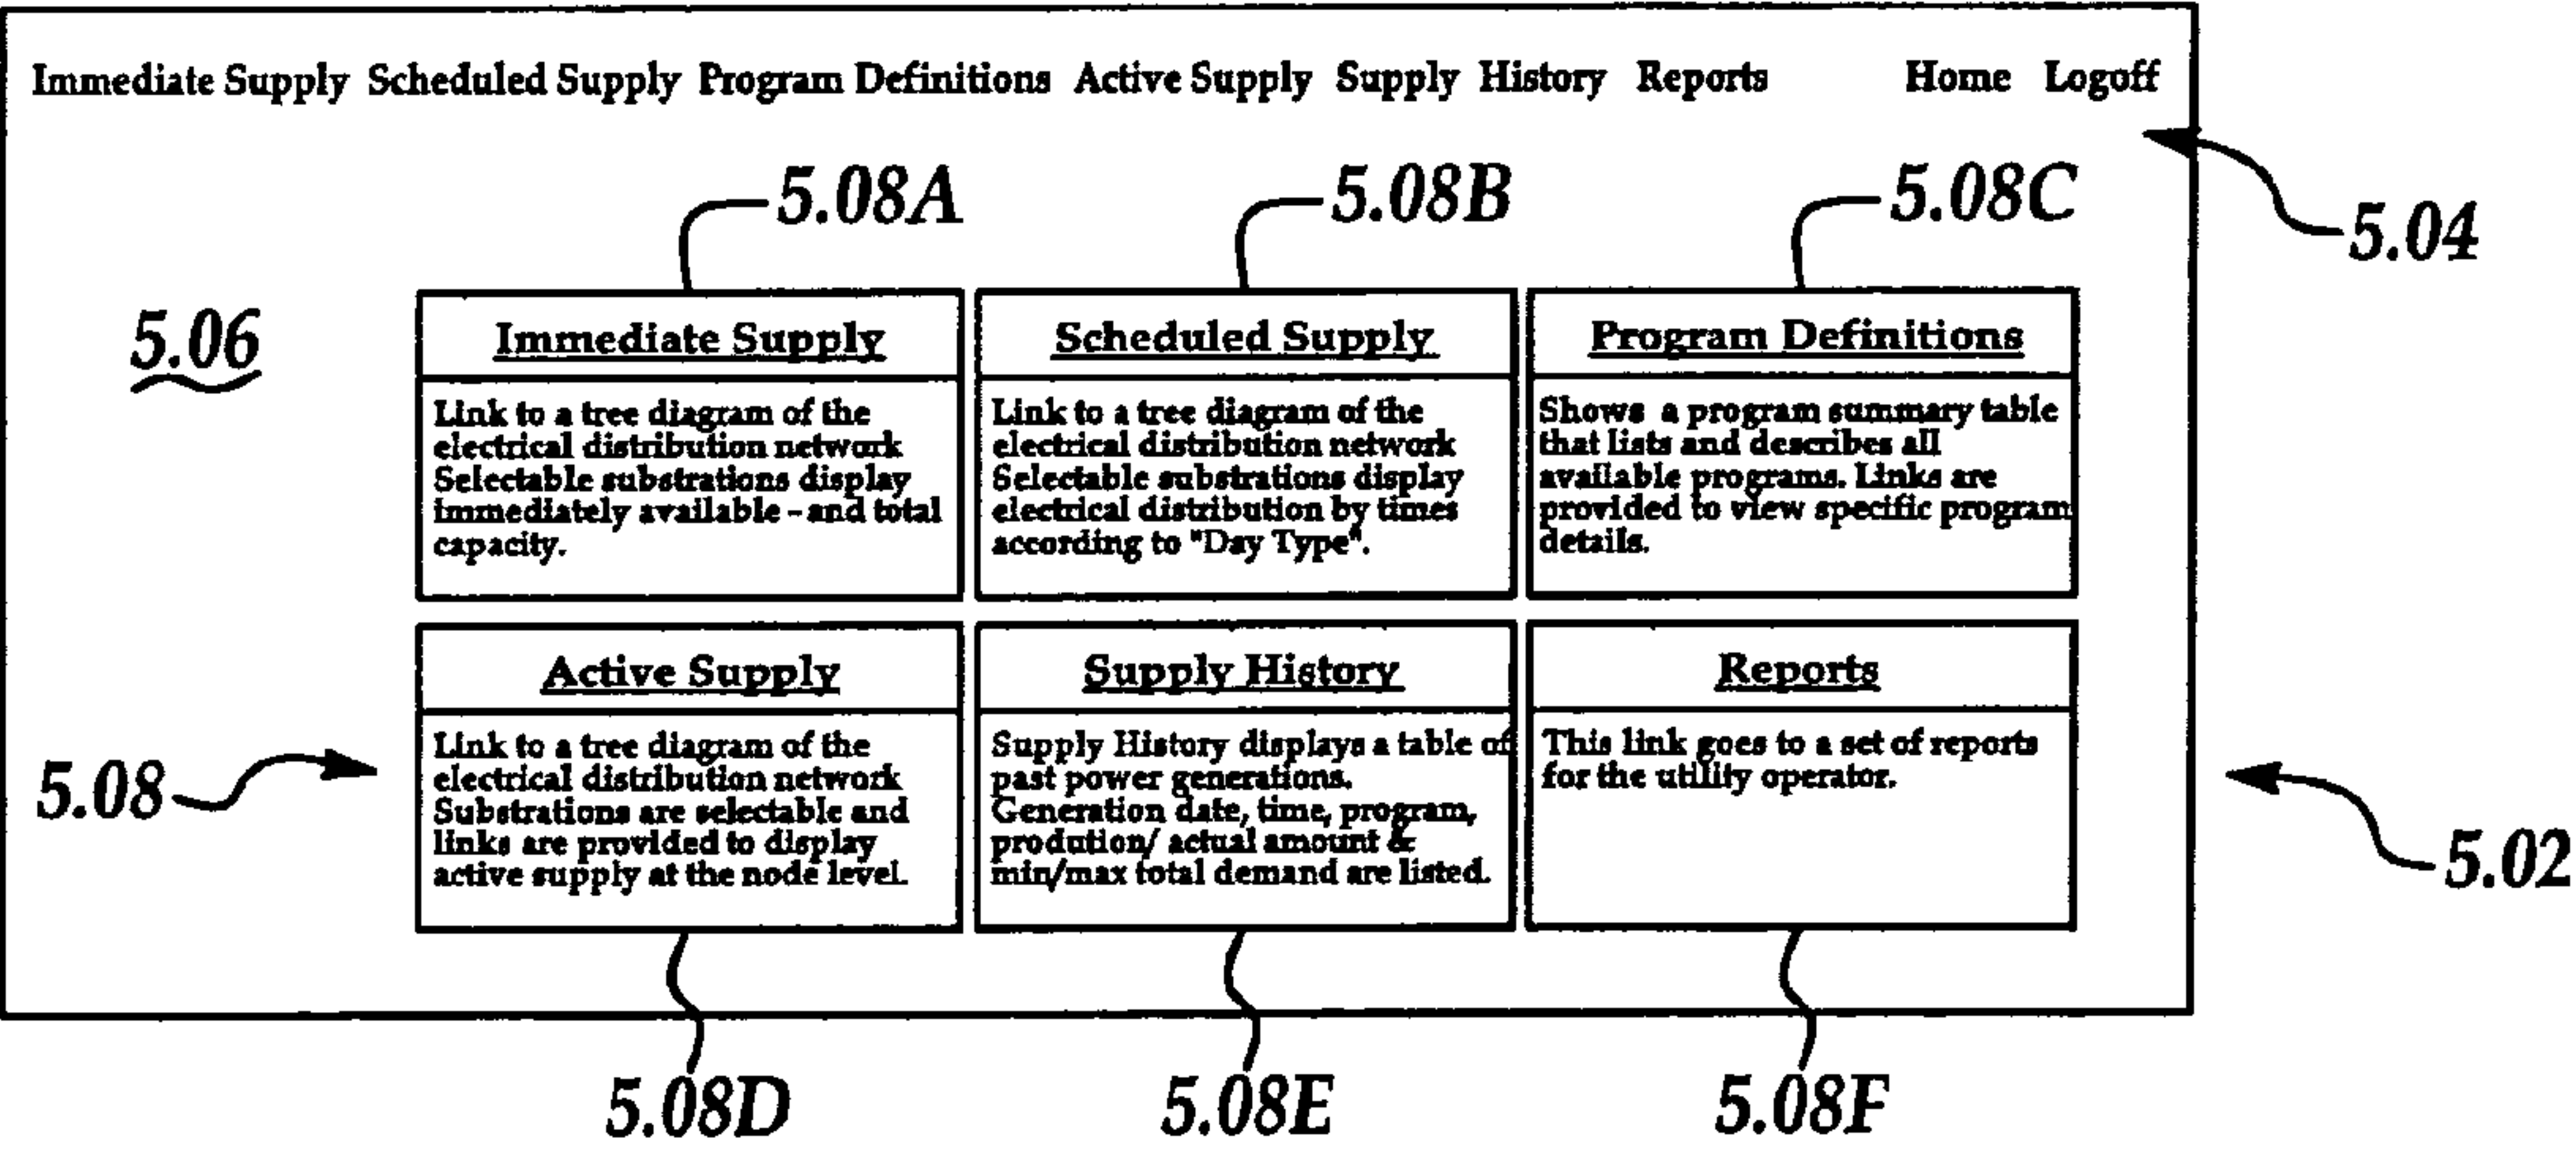 Immediate Supply Scheduled Supply Program Definitions Active Supply Supply History Reports Home Logoff
5.04
5.08A
5.08B
5.08C
5.06
Immediate Supply
Link to a tree diagram of the
electrical distribution network
Selectable substrations display
immediately available - and total
capacity.
Scheduled Supply
Link to a tree diagram of the
electrical distribution network
Selectable substrations display
electrical distribution by times
according to "Day Type".
Program Definitions
Shows a program summary table
that lists and describes all
available programs. Links are
provided to view specific program
details.
Active Supply
Link to a tree diagram of the
electrical distribution network
Substrations are selectable and
links are provided to display
active supply at the node level.
Supply History
Supply History displays a table of
past power generations.
Generation date, time, program,
prodution/ actual amount &
min/max total demand are listed.
Reports
This link goes to a set of reports
for the utility operator.
5.08
5.02
5.08D
5.08E
5.08F